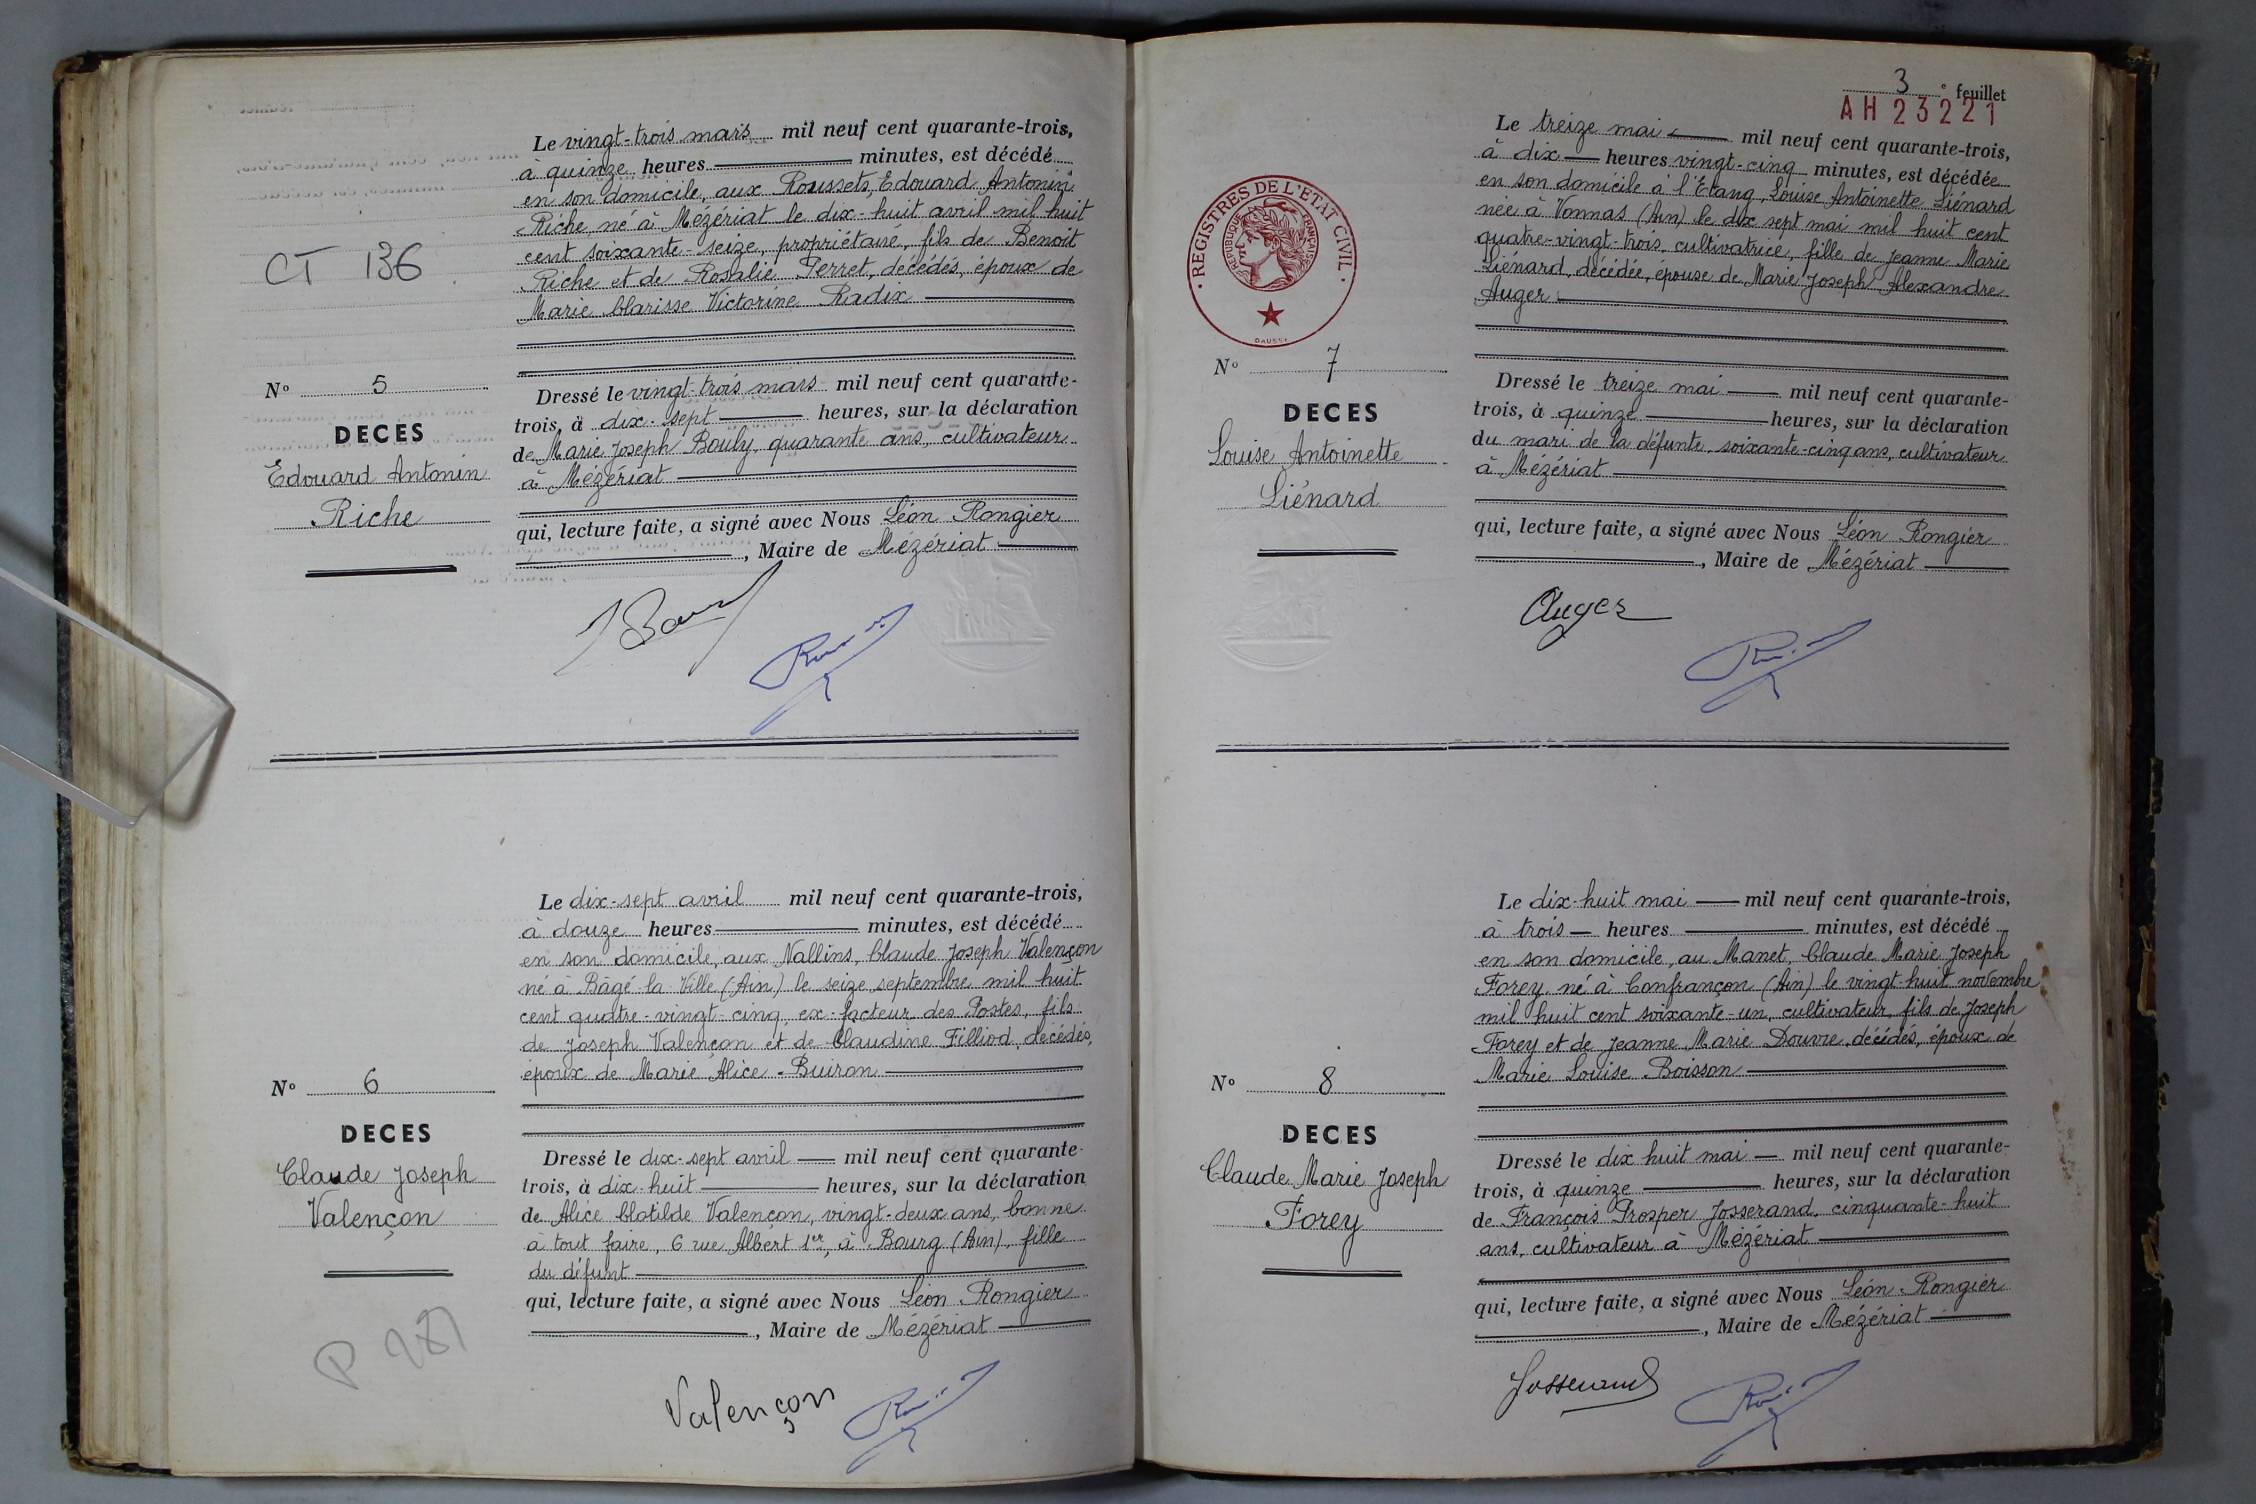 CT 136
Le vingt-trois mars mil neuf cent quarante-trois,
à quinze heures minutes, est décédé
en son domicile, aux Roussets, Edouard Antonin
Riche, né à Mézériat le dix-huit avril mil huit
cent soixante-seize, propriétaire, fils de Benoît
Riche et de Rosalie Perret, décédés, époux de
Marie Clarisse Victorine Radix
N° 5
DECES
Edouard Antonin
Riche
Dressé le vingt-trois mars mil neuf cent quarante-
trois, à dix-sept heures, sur la déclaration
de Marie Joseph Bouly, quarante ans, cultivateur
à Mézériat
qui, lecture faite, a signé avec Nous Léon Rongier
, Maire de Mézériat
Le dix-sept avril mil neuf cent quarante-trois,
à douze heures minutes, est décédé
en son domicile, aux Nallins, Claude Joseph Valençon
né à Bâgé-la-Ville (Ain) le seize septembre mil huit
cent quatre-vingt-cinq, ex-facteur des Postes, fils
de Joseph Valençon et de Claudine Filliod, décédés,
époux de Marie Alice Buiron
N° 6
DECES
Claude Joseph
Valençon
Dressé le dix-sept avril mil neuf cent quarante-
trois, à dix-huit heures, sur la déclaration
de Alice Clotilde Valençon, vingt-deux ans, bonne
à tout faire, 6 rue Albert 1er, à Bourg (Ain), fille
du défunt
qui, lecture faite, a signé avec Nous Léon Rongier
, Maire de Mézériat
P 287
Valençon
3e feuillet
AH 23221
REGISTRES DE L'ETAT CIVIL
REPUBLIQUE FRANÇAISE
Le treize mai mil neuf cent quarante-trois,
à dix heures vingt-cinq minutes, est décédée
en son domicile à l'Etang, Louise Antoinette Liénard
née à Vonnas (Ain) le dix sept mai mil huit cent
quatre-vingt-trois, cultivatrice, fille de Jeanne Marie
Liénard, décédée, épouse de Marie Joseph Alexandre
Auger
N° 7
DECES
Louise Antoinette
Liénard
Dressé le treize mai mil neuf cent quarante-
trois, à quinze heures, sur la déclaration
du mari de la défunte, soixante-cinq ans, cultivateur
à Mézériat
qui, lecture faite, a signé avec Nous Léon Rongier
, Maire de Mézériat
Auger
Le dix-huit mai mil neuf cent quarante-trois,
à trois heures minutes, est décédé
en son domicile, au Manet, Claude Marie Joseph
Forey, né à Confrançon (Ain) le vingt-huit novembre
mil huit cent soixante-un, cultivateur, fils de Joseph
Forey et de Jeanne Marie Douvre, décédés, époux de
Marie Louise Boisson
N° 8
DECES
Claude Marie Joseph
Forey
Dressé le dix huit mai mil neuf cent quarante-
trois, à quinze heures, sur la déclaration
de François Prosper Josserand, cinquante-huit
ans, cultivateur à Mézériat
qui, lecture faite, a signé avec Nous Léon Rongier
, Maire de Mézériat
Josserand